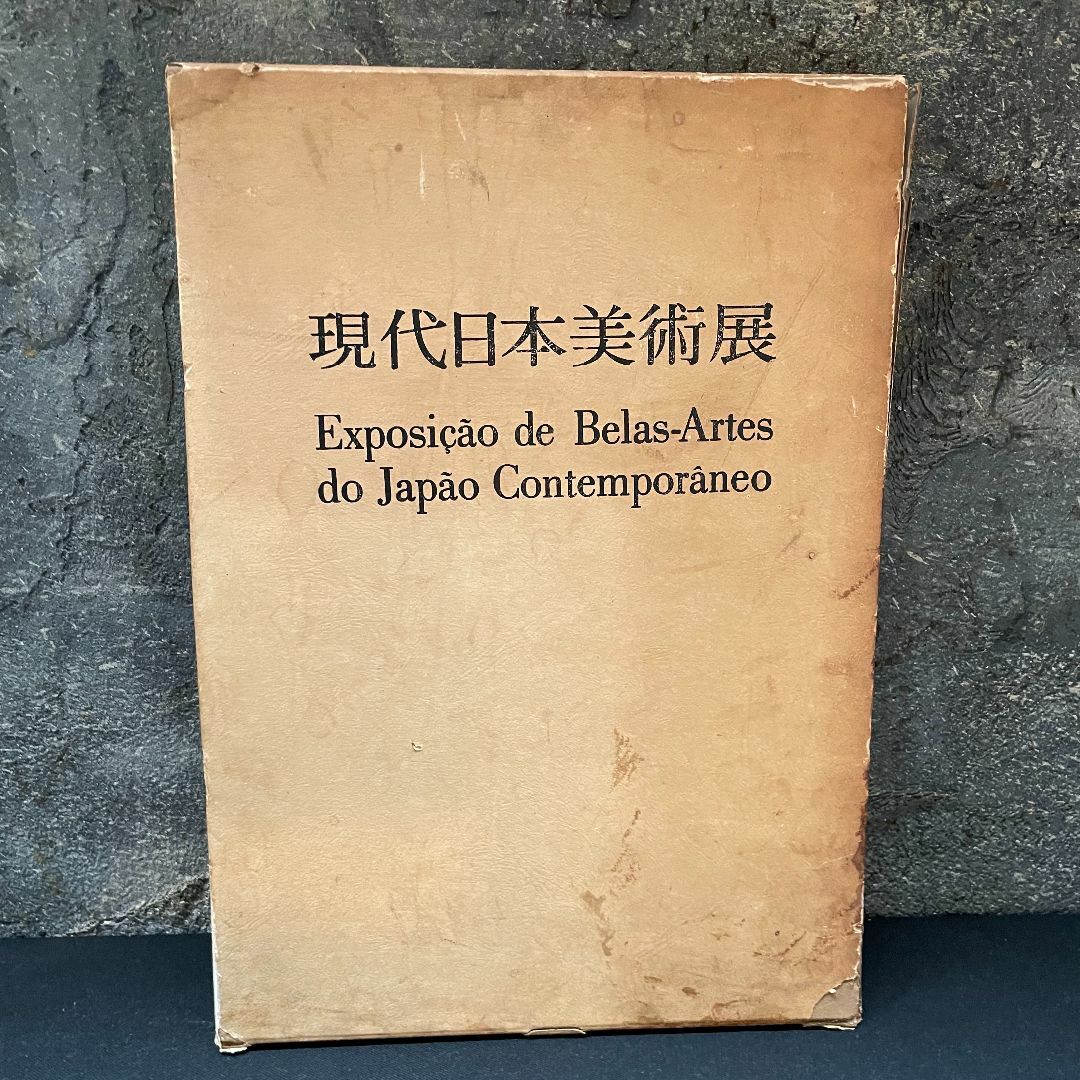 現代日本美術展
Exposição de Belas-Artes
do Japão Contemporâneo